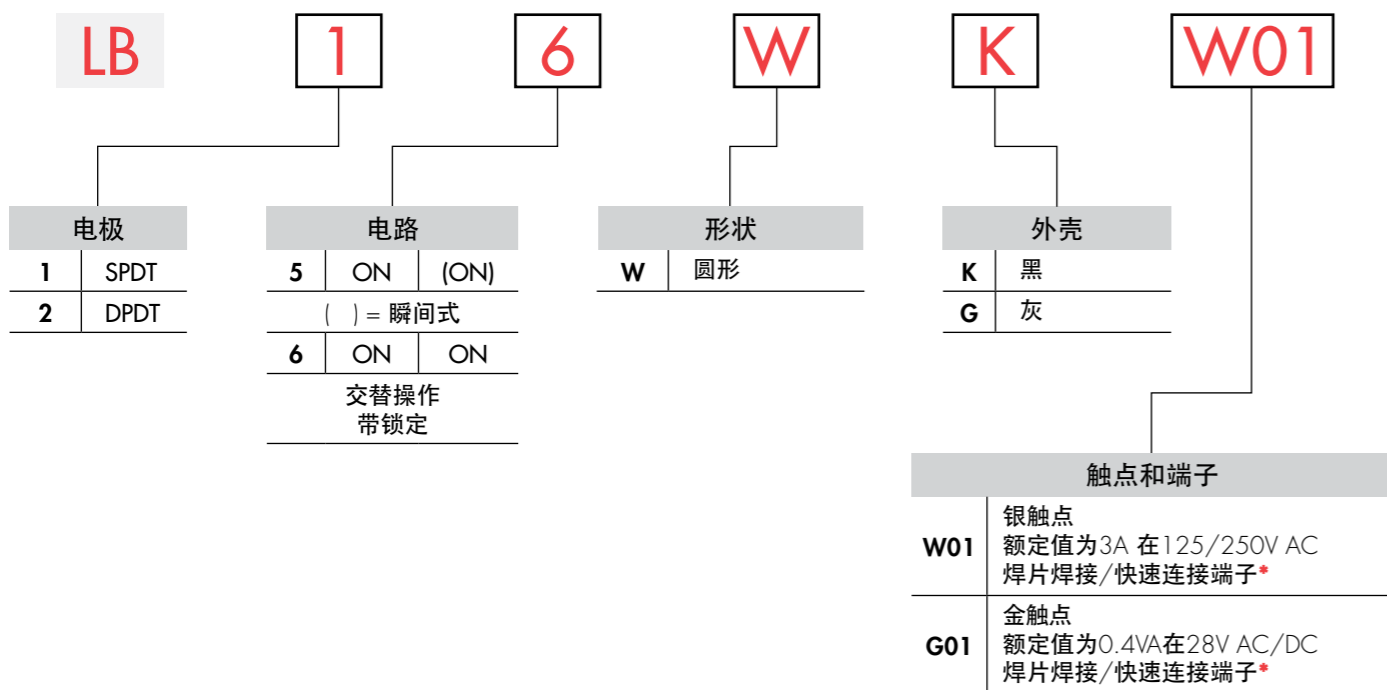 LB 1 6 W K W01
电极
1 SPDT
2 DPDT
电路
5 ON (ON)
( ) = 瞬间式
6 ON ON
交替操作
带锁定
形状
W 圆形
外壳
K 黑
G 灰
触点和端子
W01 银触点
额定值为3A 在125/250V AC
焊片焊接/快速连接端子*
G01 金触点
额定值为0.4VA在28V AC/DC
焊片焊接/快速连接端子*